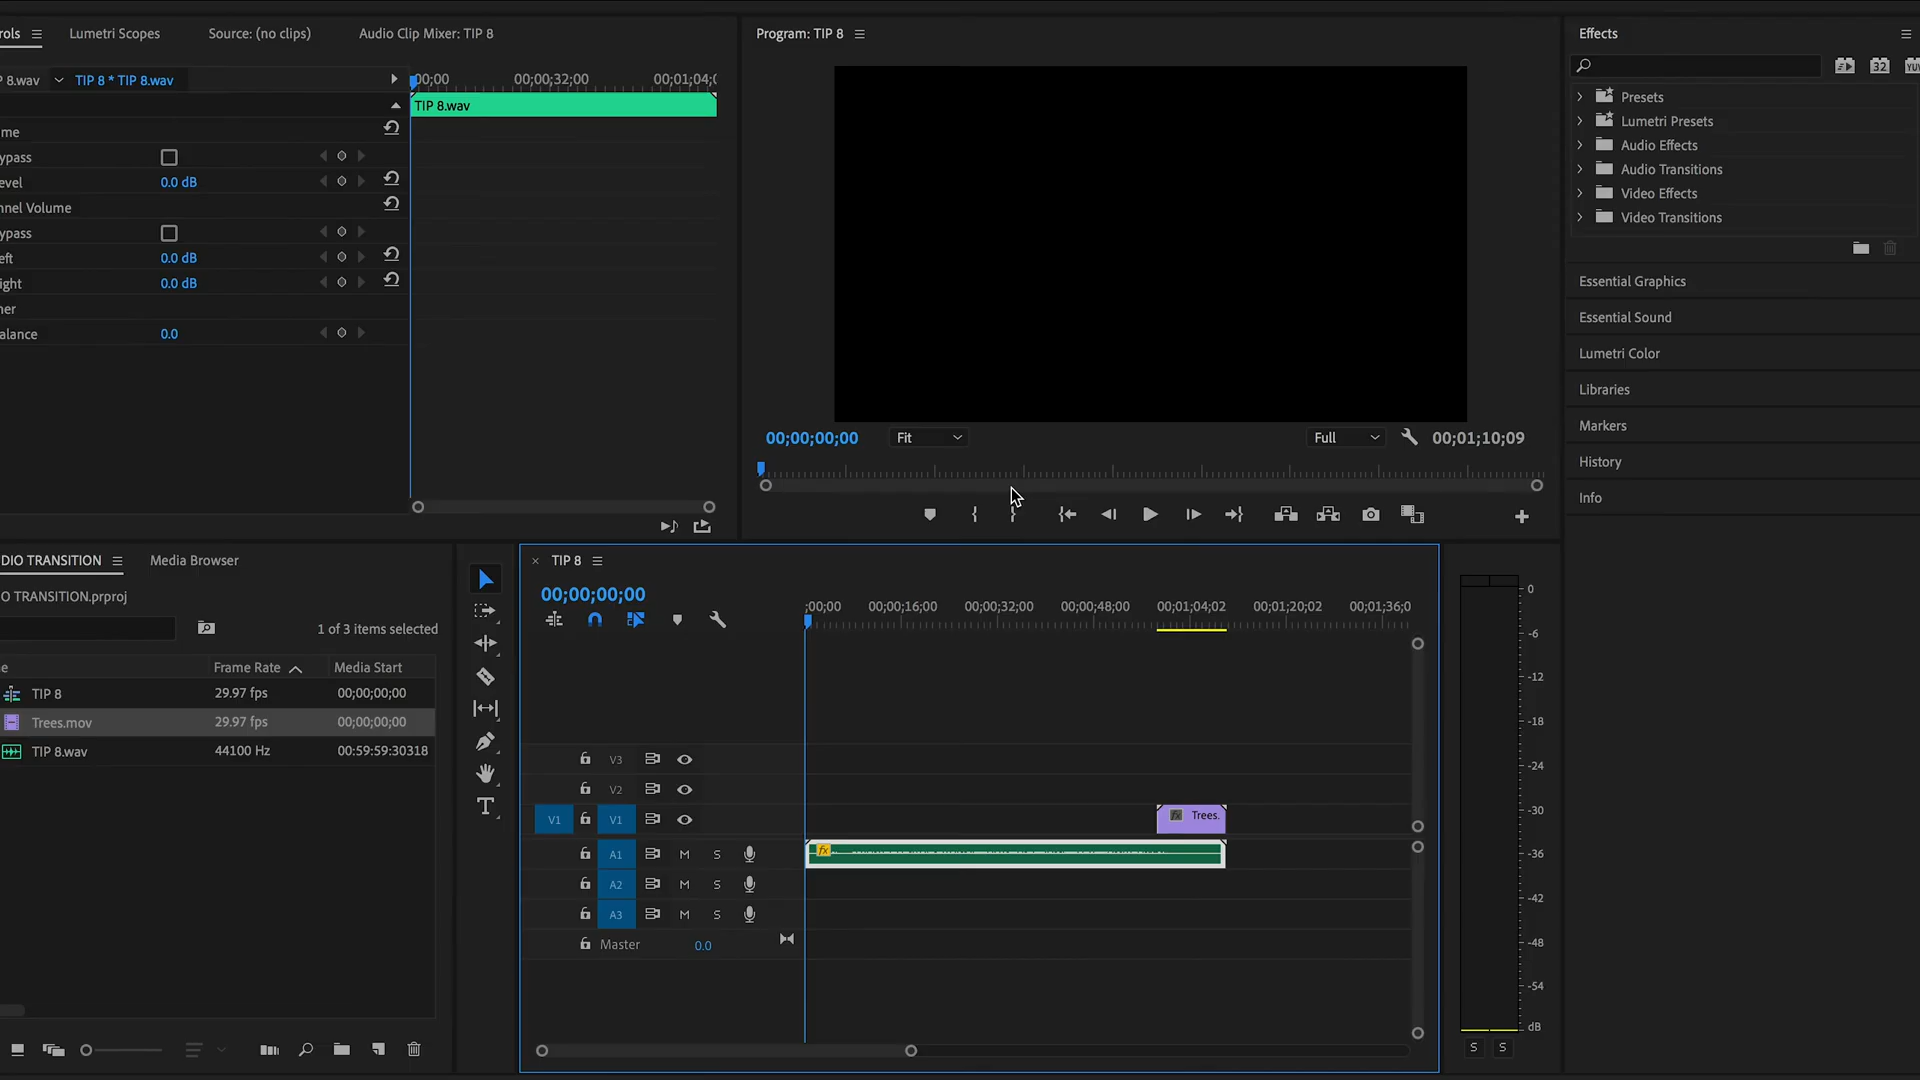 rols
Lumetri Scopes
Source: (no clips)
Audio Clip Mixer: TIP 8
Program: TIP 8
Effects
P 8.wav
TIP 8 * TIP 8.wav
00;00
00;00;32;00
00;01;04;0
TIP 8.wav
me
ypass
evel
0.0 dB
nnel Volume
ypass
eft
0.0 dB
ight
0.0 dB
ner
alance
0.0
32
YUV
Presets
Lumetri Presets
Audio Effects
Audio Transitions
Video Effects
Video Transitions
Essential Graphics
Essential Sound
Lumetri Color
Libraries
Markers
History
Info
00;00;00;00
Fit
Full
00;01;10;09
DIO TRANSITION
Media Browser
O TRANSITION.prproj
1 of 3 items selected
e
Frame Rate
Media Start
TIP 8
29.97 fps
00;00;00;00
Trees.mov
29.97 fps
00;00;00;00
TIP 8.wav
44100 Hz
00:59:59:30318
TIP 8
00;00;00;00
;00;00
00;00;16;00
00;00;32;00
00;00;48;00
00;01;04;02
00;01;20;02
00;01;36;0
V3
V2
V1
V1
fx
Trees.
A1
M
S
fx
A2
M
S
A3
M
S
Master
0.0
0
-6
-12
-18
-24
-30
-36
-42
-48
-54
dB
S
S